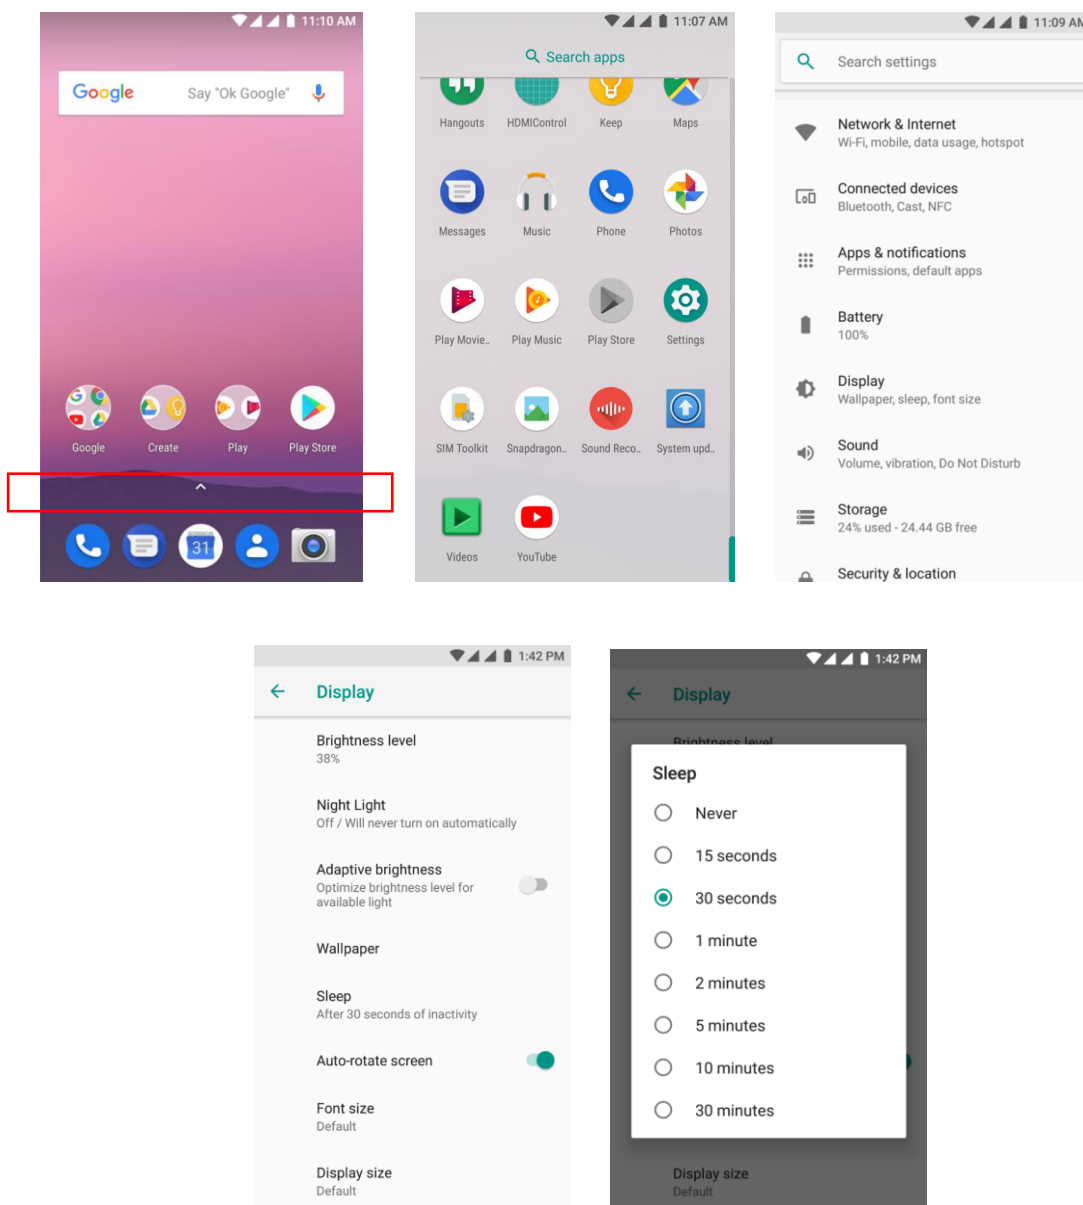 11:10 AM
Google Say "Ok Google"
Google Create Play Play Store
31
11:07 AM
Search apps
Hangouts HDMIControl Keep Maps
Messages Music Phone Photos
Play Movie.. Play Music Play Store Settings
SIM Toolkit Snapdragon.. Sound Reco.. System upd..
Videos YouTube
11:09 AM
Search settings
Network & Internet
Wi-Fi, mobile, data usage, hotspot
Connected devices
Bluetooth, Cast, NFC
Apps & notifications
Permissions, default apps
Battery
100%
Display
Wallpaper, sleep, font size
Sound
Volume, vibration, Do Not Disturb
Storage
24% used - 24.44 GB free
Security & location
1:42 PM
Display
Brightness level
38%
Night Light
Off / Will never turn on automatically
Adaptive brightness
Optimize brightness level for
available light
Wallpaper
Sleep
After 30 seconds of inactivity
Auto-rotate screen
Font size
Default
Display size
Default
1:42 PM
Display
Brightness level
Sleep
Never
15 seconds
30 seconds
1 minute
2 minutes
5 minutes
10 minutes
30 minutes
Display size
Default